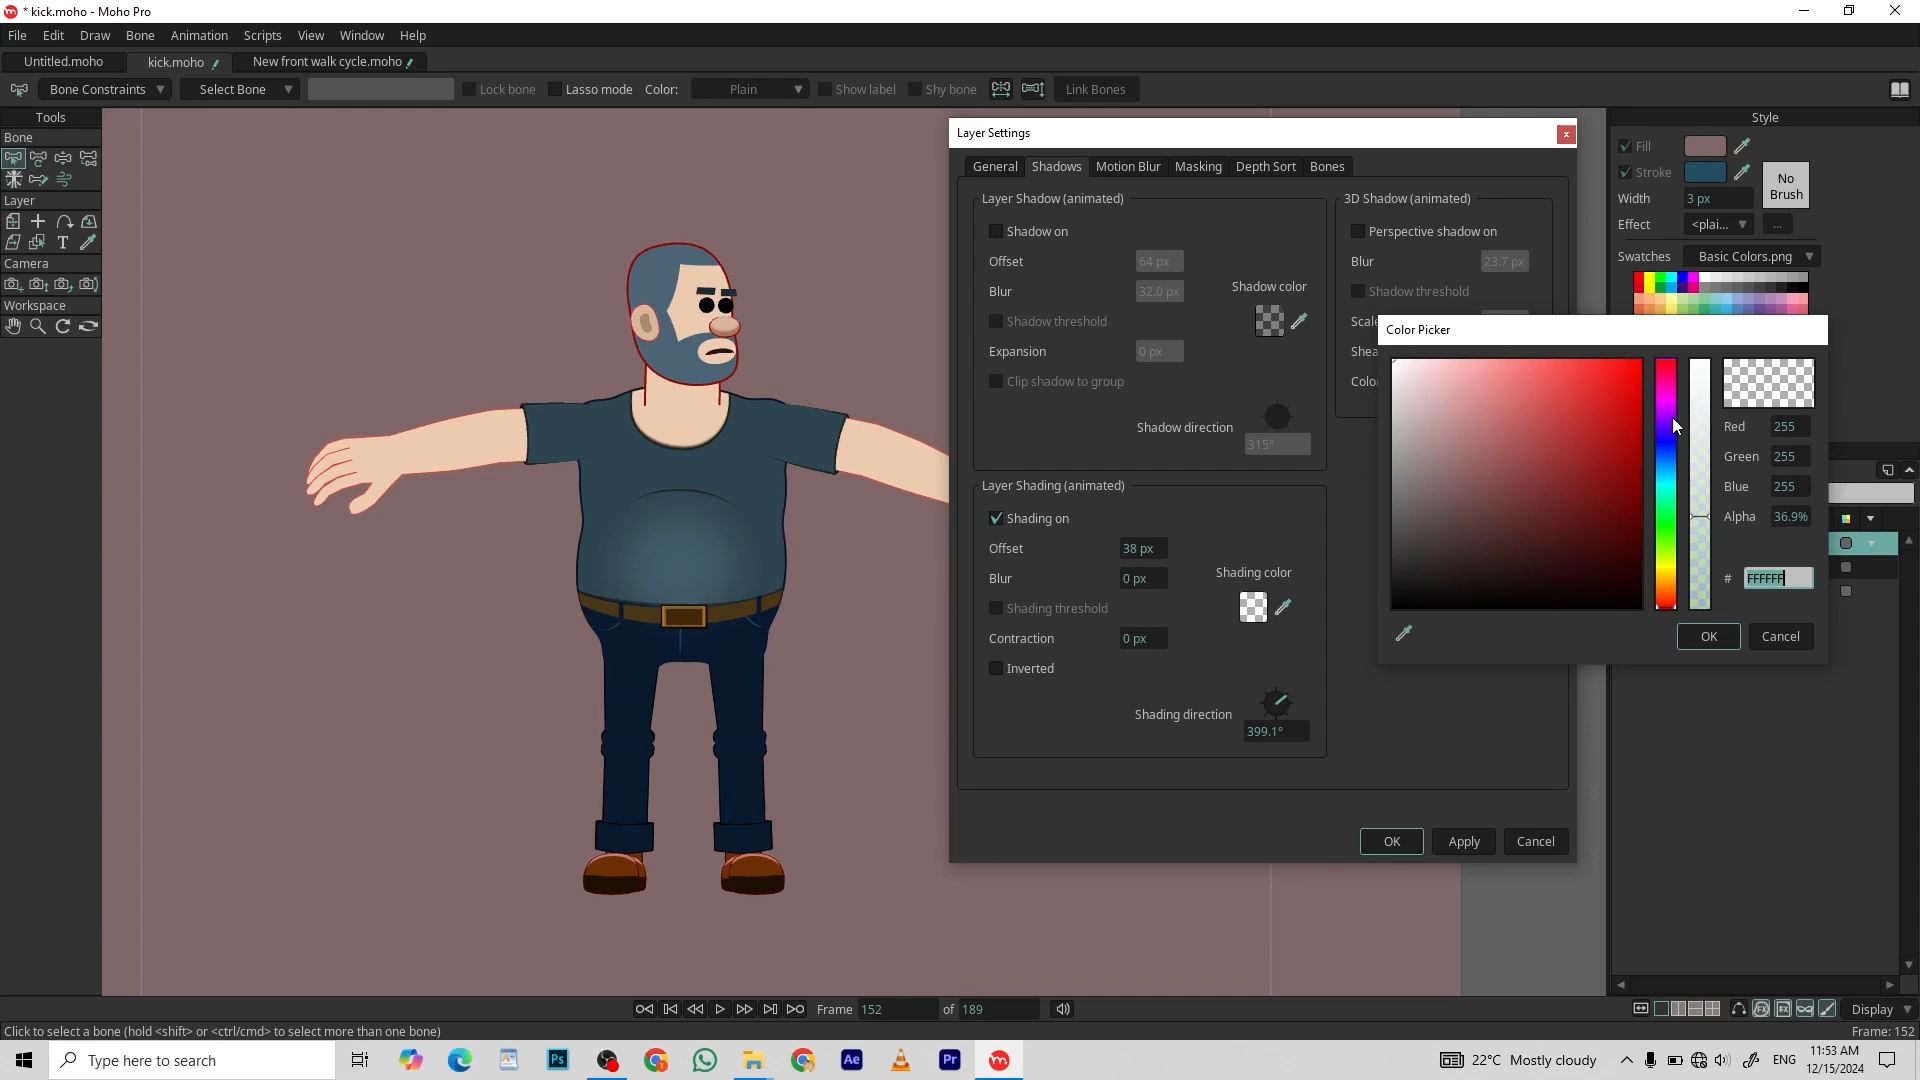 * kick.moho - Moho Pro
File Edit Draw Bone Animation Scripts View Window Help
Untitled.moho kick.moho New front walk cycle.moho
Bone Constraints Select Bone Lock bone Lasso mode Color: Plain Show label Shy bone Link Bones
Tools
Bone
Layer
Camera
Workspace
Layer Settings
General Shadows Motion Blur Masking Depth Sort Bones
Layer Shadow (animated)
Shadow on
Offset 64 px
Blur 32.0 px
Shadow color
Shadow threshold
Expansion 0 px
Clip shadow to group
Shadow direction
315°
3D Shadow (animated)
Perspective shadow on
Blur 23.7 px
Shadow threshold
Scale
Shea
Colo
Layer Shading (animated)
Shading on
Offset 38 px
Blur 0 px
Shading color
Shading threshold
Contraction 0 px
Inverted
Shading direction
399.1°
OK Apply Cancel
Style
Fill
Stroke
No Brush
Width 3 px
Effect <plai... ...
Swatches Basic Colors.png
Color Picker
Red 255
Green 255
Blue 255
Alpha 36.9%
# FFFFFF
OK Cancel
Frame 152 of 189
Display
Click to select a bone (hold <shift> or <ctrl/cmd> to select more than one bone)
Frame: 152
Type here to search
Ps
Ae
Pr
22°C Mostly cloudy
ENG
11:53 AM
12/15/2024